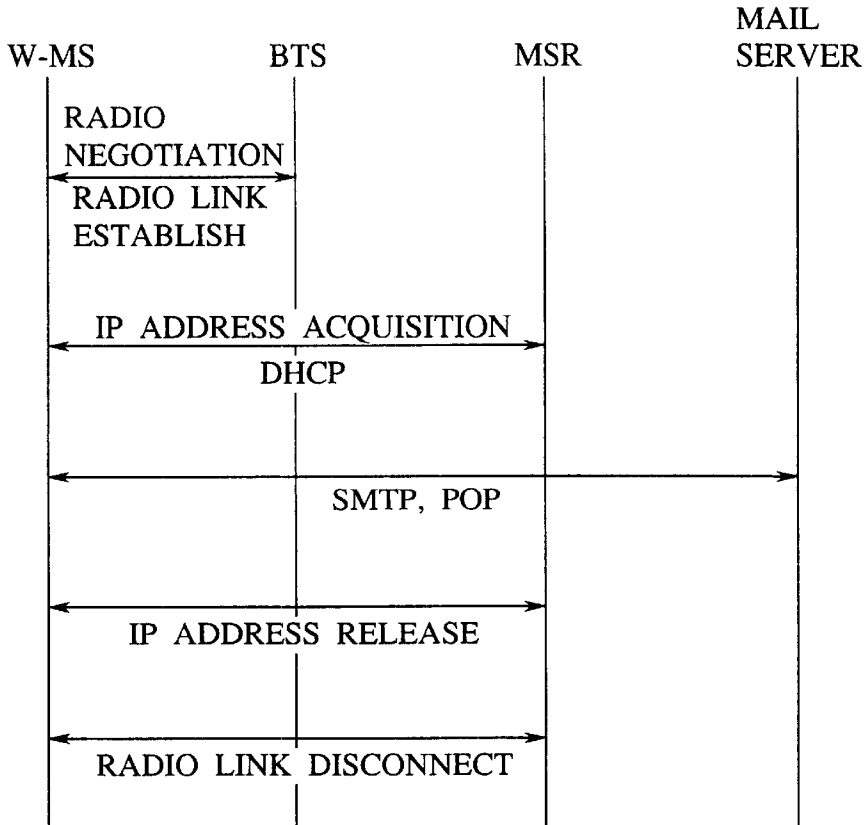 MAIL
W-MS BTS MSR SERVER
RADIO
NEGOTIATION
RADIO LINK
ESTABLISH
IP ADDRESS ACQUISITION
DHCP
SMTP, POP
IP ADDRESS RELEASE
RADIO LINK DISCONNECT